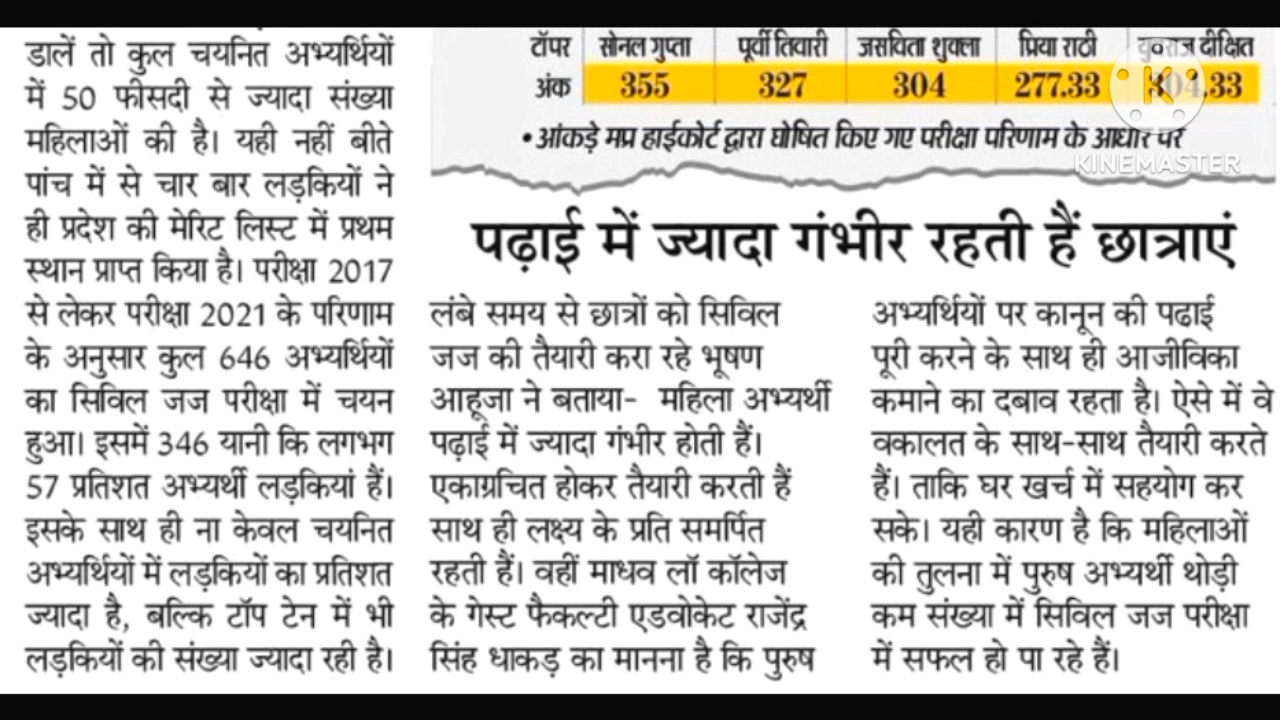 डालें तो कुल चयनित अभ्यर्थियों
में 50 फीसदी से ज्यादा संख्या
महिलाओं की है। यही नहीं बीते
पांच में से चार बार लड़कियों ने
ही प्रदेश की मेरिट लिस्ट में प्रथम
स्थान प्राप्त किया है। परीक्षा 2017
से लेकर परीक्षा 2021 के परिणाम
के अनुसार कुल 646 अभ्यर्थियों
का सिविल जज परीक्षा में चयन
हुआ। इसमें 346 यानी कि लगभग
57 प्रतिशत अभ्यर्थी लड़कियां हैं।
इसके साथ ही ना केवल चयनित
अभ्यर्थियों में लड़कियों का प्रतिशत
ज्यादा है, बल्कि टॉप टेन में भी
लड़कियों की संख्या ज्यादा रही है।
टॉपर सोनल गुप्ता पूर्वी तिवारी जसविता शुक्ला प्रिया राठी युवराज दीक्षित
अंक 355 327 304 277.33 304.33
• आंकड़े मप्र हाईकोर्ट द्वारा घोषित किए गए परीक्षा परिणाम के आधार पर
KINEMASTER
पढ़ाई में ज्यादा गंभीर रहती हैं छात्राएं
लंबे समय से छात्रों को सिविल
जज की तैयारी करा रहे भूषण
आहूजा ने बताया- महिला अभ्यर्थी
पढ़ाई में ज्यादा गंभीर होती हैं।
एकाग्रचित होकर तैयारी करती हैं
साथ ही लक्ष्य के प्रति समर्पित
रहती हैं। वहीं माधव लॉ कॉलेज
के गेस्ट फैकल्टी एडवोकेट राजेंद्र
सिंह धाकड़ का मानना है कि पुरुष
अभ्यर्थियों पर कानून की पढाई
पूरी करने के साथ ही आजीविका
कमाने का दबाव रहता है। ऐसे में वे
वकालत के साथ-साथ तैयारी करते
हैं। ताकि घर खर्च में सहयोग कर
सके। यही कारण है कि महिलाओं
की तुलना में पुरुष अभ्यर्थी थोड़ी
कम संख्या में सिविल जज परीक्षा
में सफल हो पा रहे हैं।